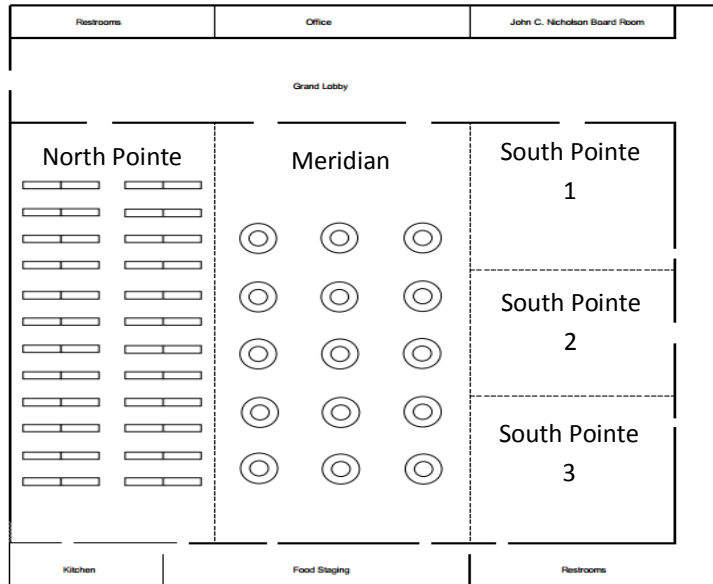 Restrooms
Office
John C. Nicholson Board Room
Grand Lobby
North Pointe
Meridian
South Pointe
1
South Pointe
2
South Pointe
3
Kitchen
Food Staging
Restrooms